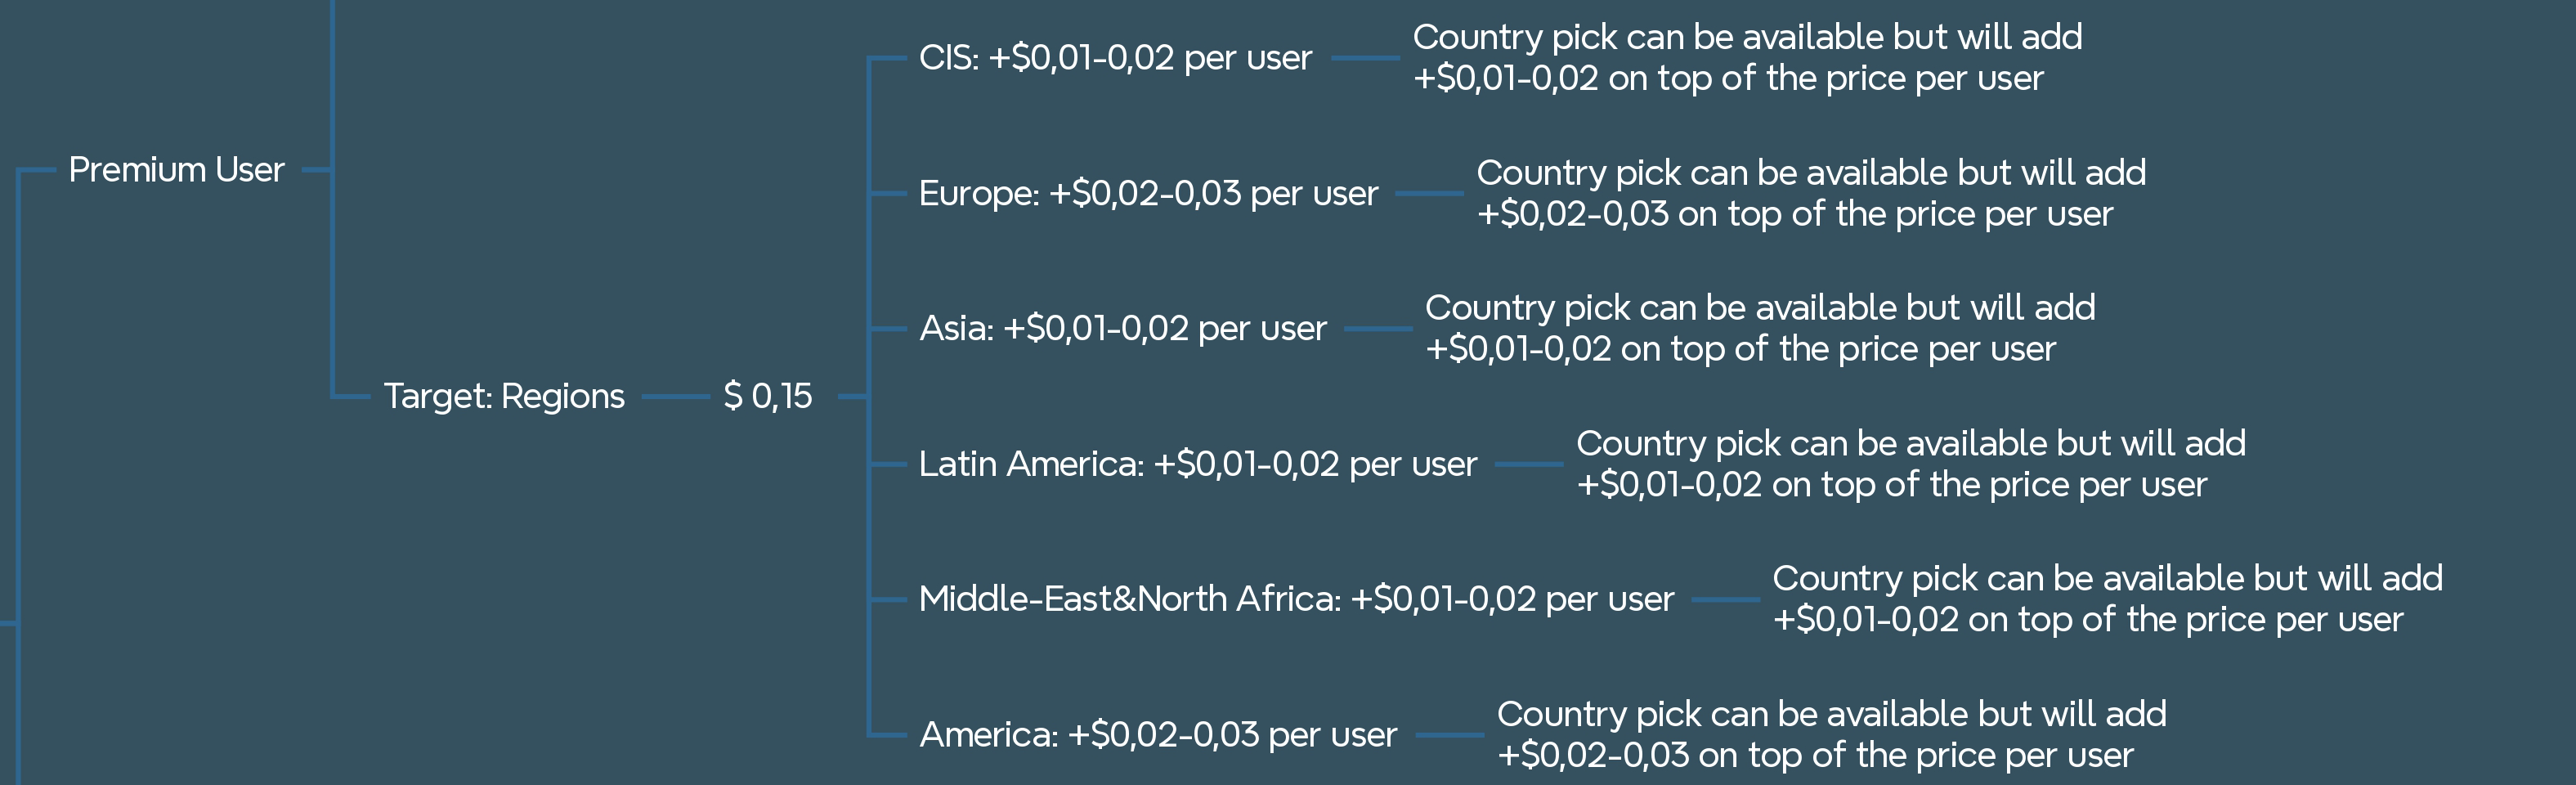 Premium User
Target: Regions
$ 0,15
CIS: +$0,01-0,02 per user
Country pick can be available but will add
+$0,01-0,02 on top of the price per user
Europe: +$0,02-0,03 per user
Country pick can be available but will add
+$0,02-0,03 on top of the price per user
Asia: +$0,01-0,02 per user
Country pick can be available but will add
+$0,01-0,02 on top of the price per user
Latin America: +$0,01-0,02 per user
Country pick can be available but will add
+$0,01-0,02 on top of the price per user
Middle-East&North Africa: +$0,01-0,02 per user
Country pick can be available but will add
+$0,01-0,02 on top of the price per user
America: +$0,02-0,03 per user
Country pick can be available but will add
+$0,02-0,03 on top of the price per user